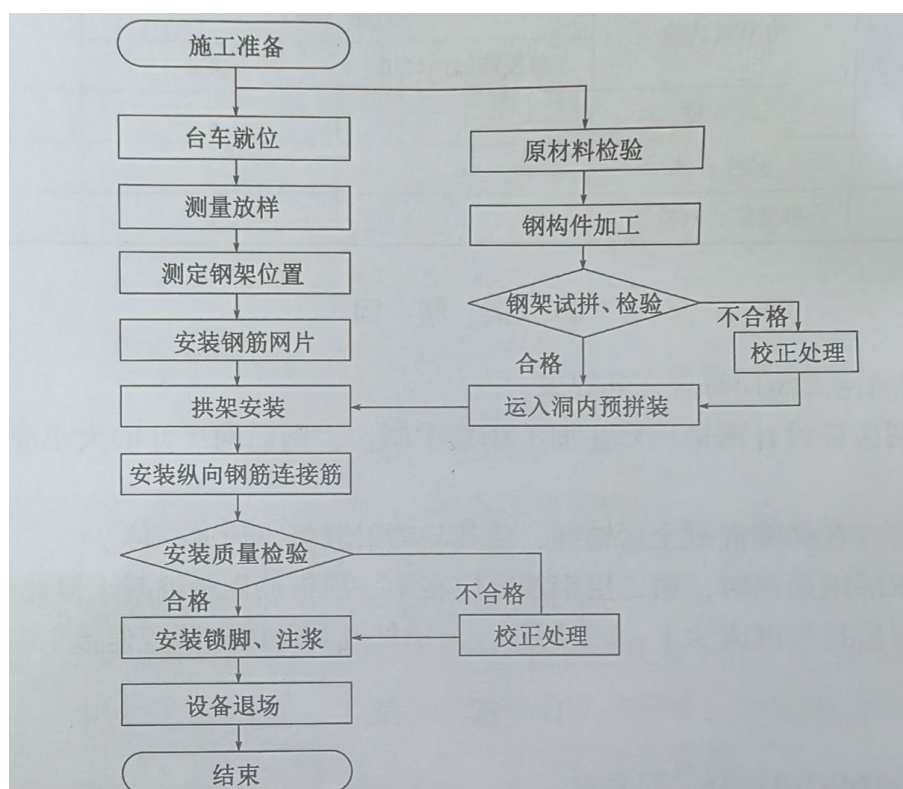 施工准备
台车就位
原材料检验
测量放样
钢构件加工
测定钢架位置
钢架试拼、检验
不合格
安装钢筋网片
校正处理
合格
拱架安装
运入洞内预拼装
安装纵向钢筋连接筋
安装质量检验
不合格
合格
安装锁脚、注浆
校正处理
设备退场
结束